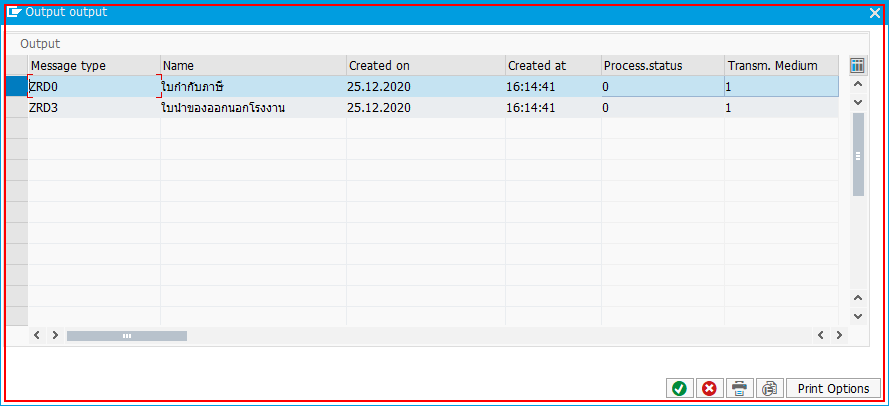 Output output
Output
Message type Name Created on Created at Process.status Transm. Medium
ZRD0 ใบกำกับภาษี 25.12.2020 16:14:41 0 1
ZRD3 ใบนำของออกนอกโรงงาน 25.12.2020 16:14:41 0 1
Print Options